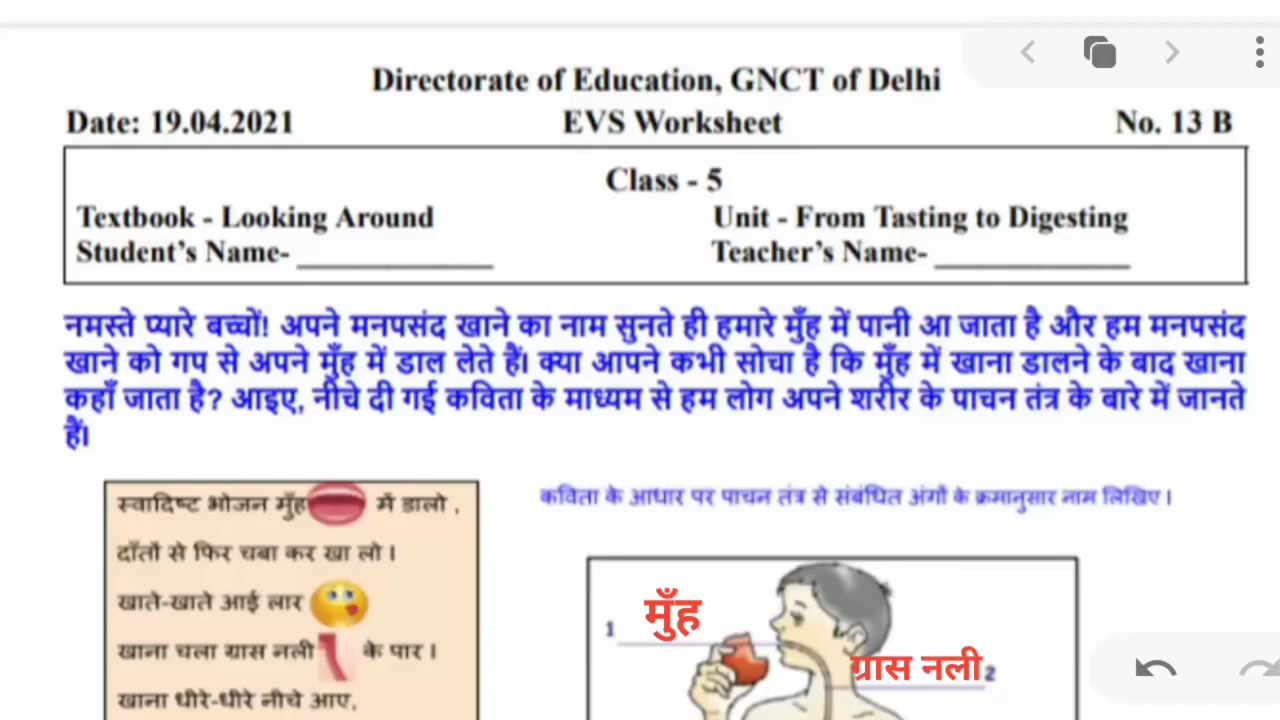 Directorate of Education, GNCT of Delhi
Date: 19.04.2021 EVS Worksheet No. 13 B
Class - 5
Textbook - Looking Around Unit - From Tasting to Digesting
Student's Name- ______________ Teacher's Name- ______________
नमस्ते प्यारे बच्चों! अपने मनपसंद खाने का नाम सुनते ही हमारे मुँह में पानी आ जाता है और हम मनपसंद
खाने को गप से अपने मुँह में डाल लेते हैं। क्या आपने कभी सोचा है कि मुँह में खाना डालने के बाद खाना
कहाँ जाता है? आइए, नीचे दी गई कविता के माध्यम से हम लोग अपने शरीर के पाचन तंत्र के बारे में जानते
हैं।
स्वादिष्ट भोजन मुँह में डालो ,
दाँतों से फिर चबा कर खा लो ।
खाते-खाते आई लार
खाना चला ग्रास नली के पार ।
खाना धीरे-धीरे नीचे आए,
कविता के आधार पर पाचन तंत्र से संबंधित अंगों के क्रमानुसार नाम लिखिए ।
1 मुँह
ग्रास नली 2